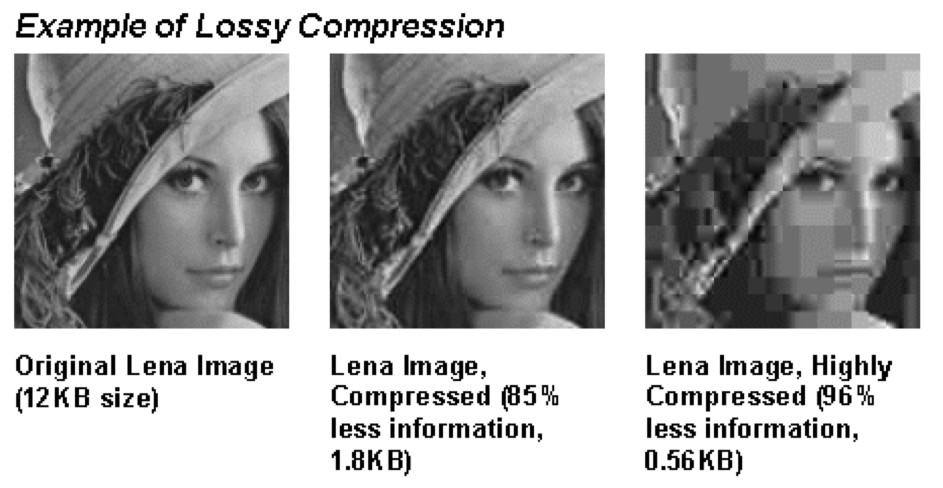 Example of Lossy Compression
Original Lena Image
(12KB size)
Lena Image,
Compressed (85%
less information,
1.8KB)
Lena Image, Highly
Compressed (96%
less information,
0.56KB)